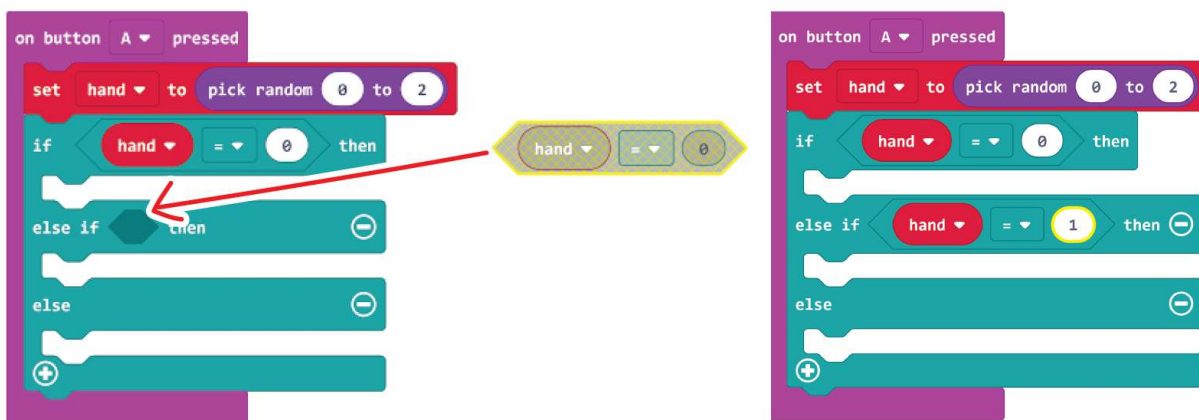 on button A pressed
set hand to pick random 0 to 2
if hand = 0 then
else if then
else
hand = 0
on button A pressed
set hand to pick random 0 to 2
if hand = 0 then
else if hand = 1 then
else